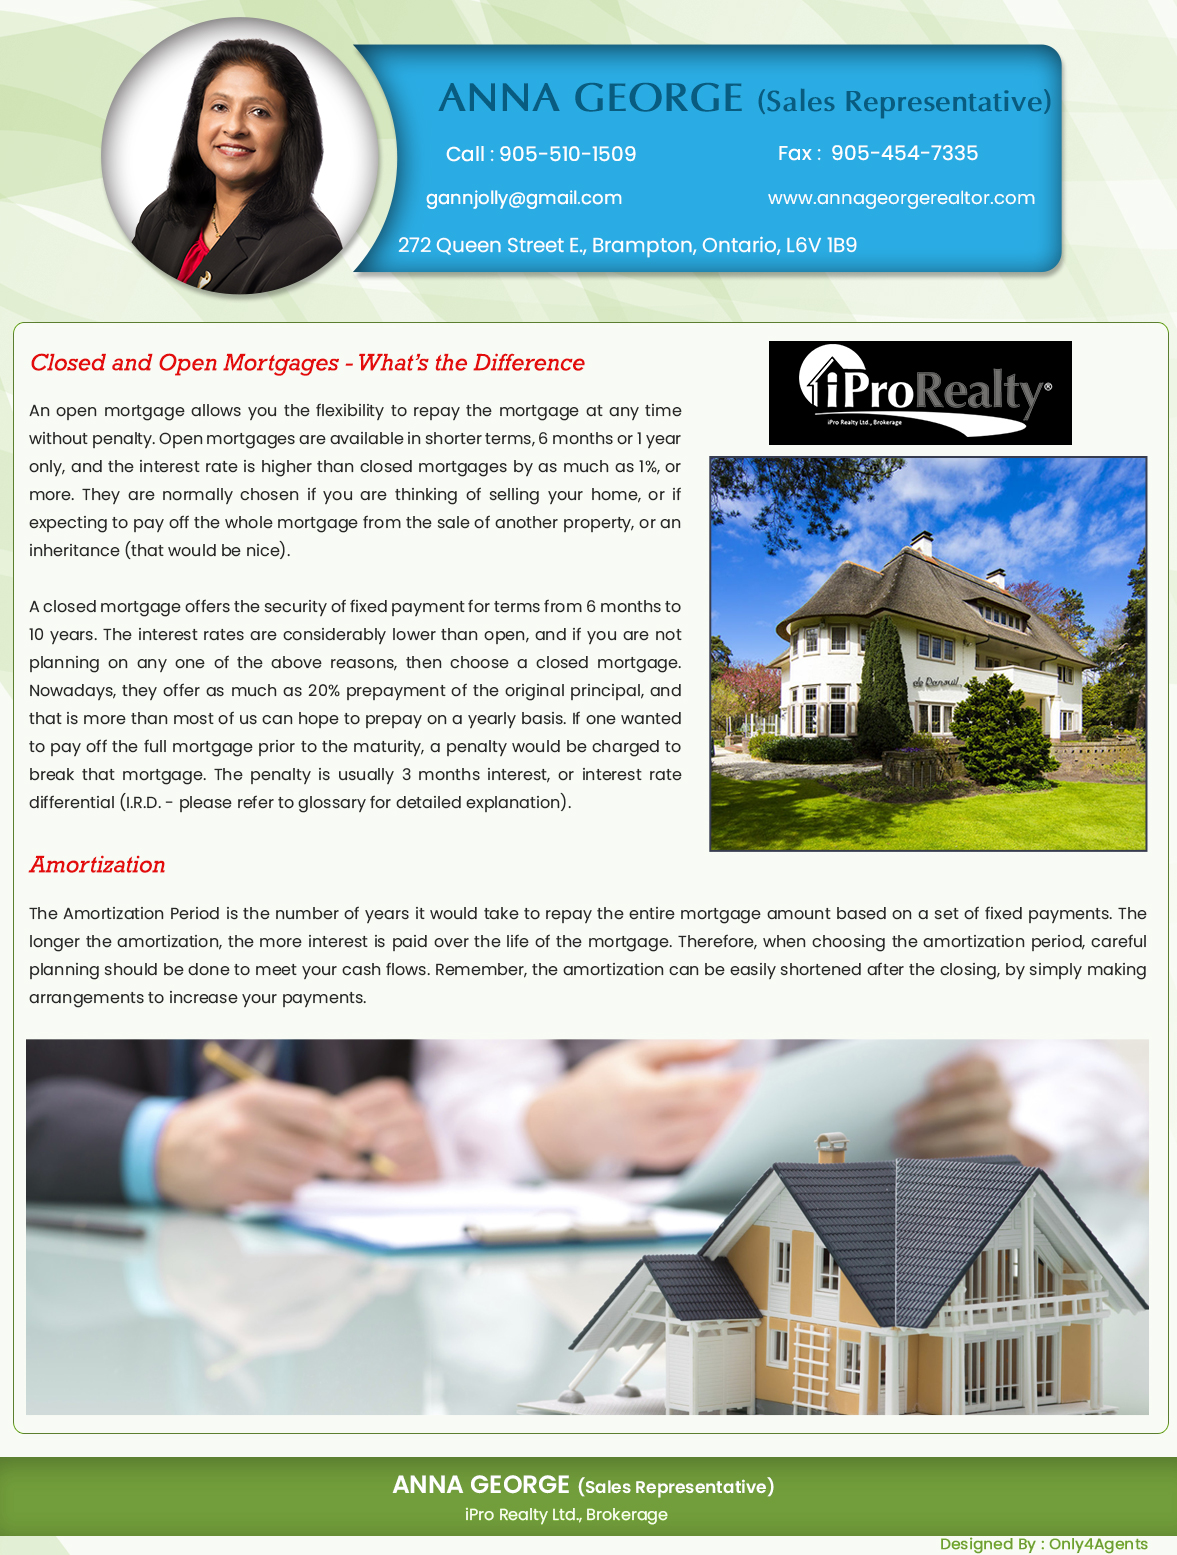 ANNA GEORGE (Sales Representative)
Call : 905-510-1509
Fax : 905-454-7335
gannjolly@gmail.com
www.annageorgerealtor.com
272 Queen Street E., Brampton, Ontario, L6V 1B9
Closed and Open Mortgages - What's the Difference
An open mortgage allows you the flexibility to repay the mortgage at any time
without penalty. Open mortgages are available in shorter terms, 6 months or 1 year
only, and the interest rate is higher than closed mortgages by as much as 1%, or
more. They are normally chosen if you are thinking of selling your home, or if
expecting to pay off the whole mortgage from the sale of another property, or an
inheritance (that would be nice).
A closed mortgage offers the security of fixed payment for terms from 6 months to
10 years. The interest rates are considerably lower than open, and if you are not
planning on any one of the above reasons, then choose a closed mortgage.
Nowadays, they offer as much as 20% prepayment of the original principal, and
that is more than most of us can hope to prepay on a yearly basis. If one wanted
to pay off the full mortgage prior to the maturity, a penalty would be charged to
break that mortgage. The penalty is usually 3 months interest, or interest rate
differential (I.R.D. - please refer to glossary for detailed explanation).
iProRealty®
iPro Realty Ltd., Brokerage
Amortization
The Amortization Period is the number of years it would take to repay the entire mortgage amount based on a set of fixed payments. The
longer the amortization, the more interest is paid over the life of the mortgage. Therefore, when choosing the amortization period, careful
planning should be done to meet your cash flows. Remember, the amortization can be easily shortened after the closing, by simply making
arrangements to increase your payments.
ANNA GEORGE (Sales Representative)
iPro Realty Ltd., Brokerage
Designed By : Only4Agents